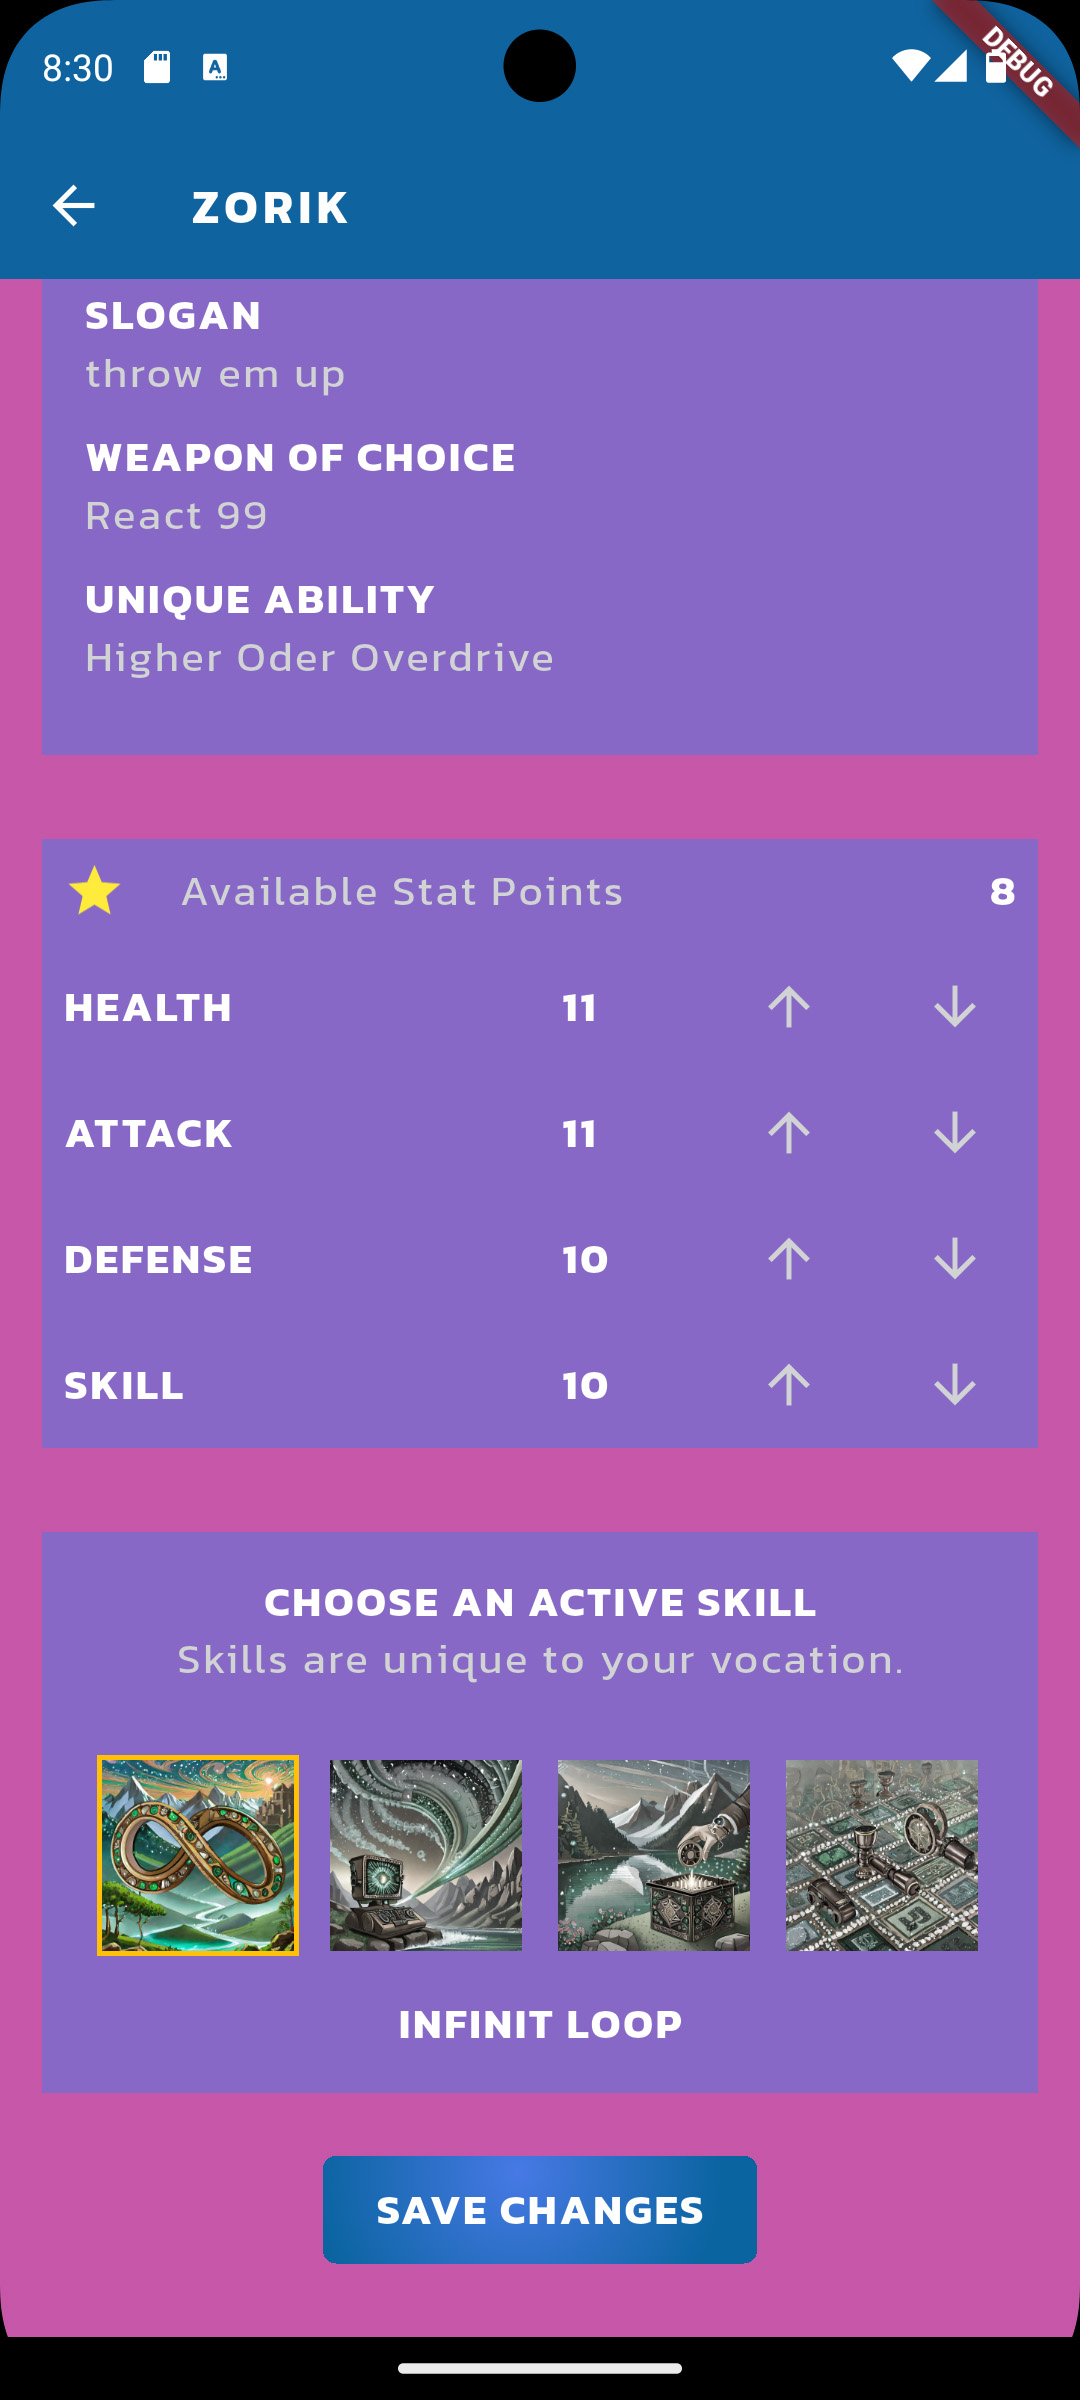 8:30
DEBUG
ZORIK
SLOGAN
throw em up
WEAPON OF CHOICE
React 99
UNIQUE ABILITY
Higher Oder Overdrive
Available Stat Points 8
HEALTH 11
ATTACK 11
DEFENSE 10
SKILL 10
CHOOSE AN ACTIVE SKILL
Skills are unique to your vocation.
INFINIT LOOP
SAVE CHANGES